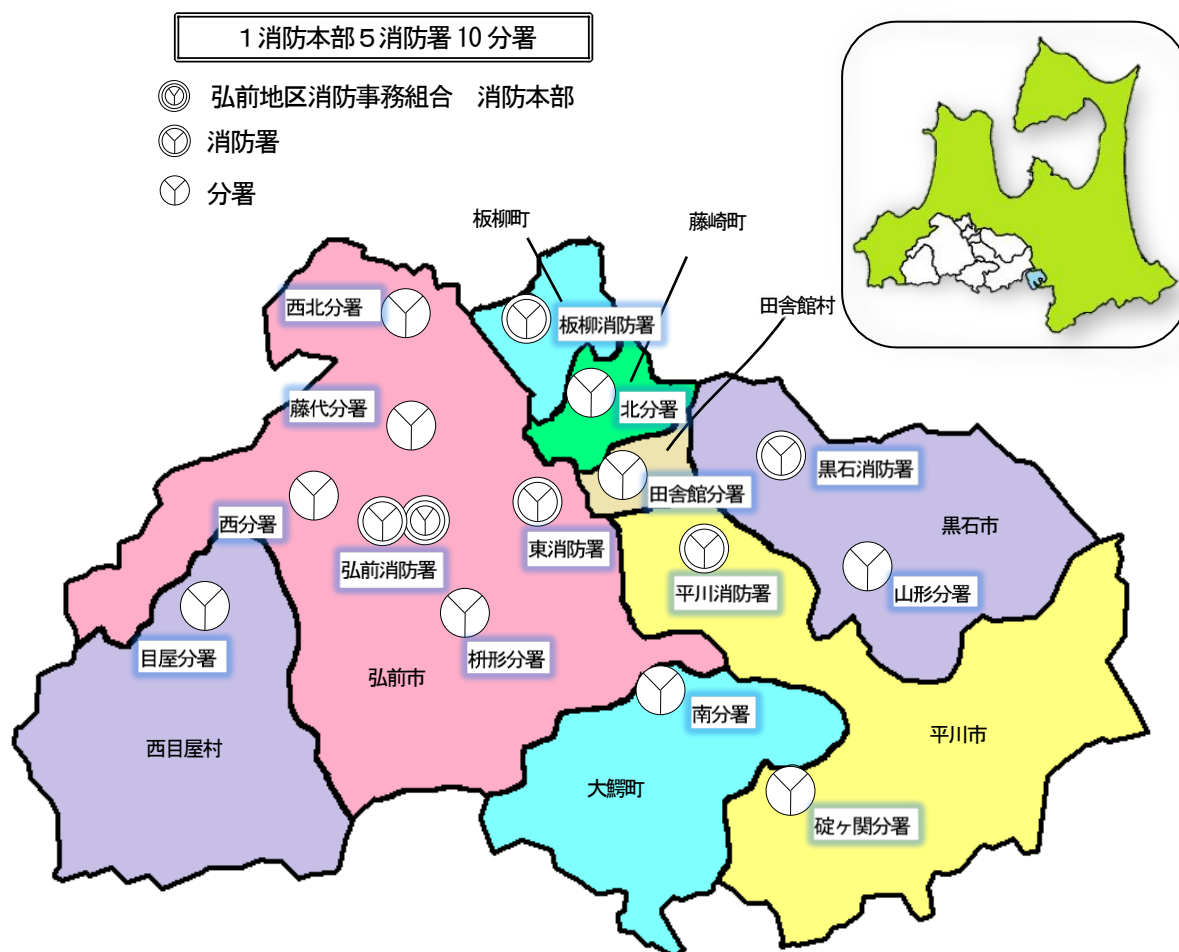 1消防本部5消防署10分署
弘前地区消防事務組合　消防本部
消防署
分署
板柳町
藤崎町
田舎館村
西北分署
板柳消防署
藤代分署
北分署
黒石消防署
田舎館分署
西分署
黒石市
東消防署
弘前消防署
平川消防署
山形分署
目屋分署
枡形分署
弘前市
南分署
西目屋村
平川市
大鰐町
碇ヶ関分署